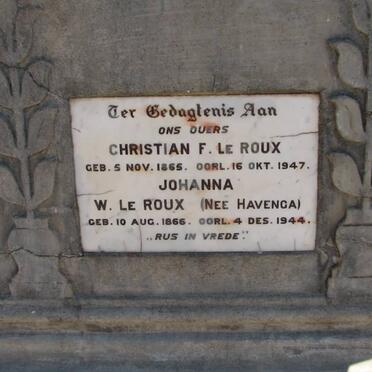 Ter Gedagtenis Aan
ONS OUERS
CHRISTIAN F. LE ROUX
GEB. 5 NOV. 1865. OORL. 16 OKT. 1947.
JOHANNA
W. LE ROUX (NEE HAVENGA)
GEB. 10 AUG. 1866. OORL. 4 DES. 1944.
„RUS IN VREDE".